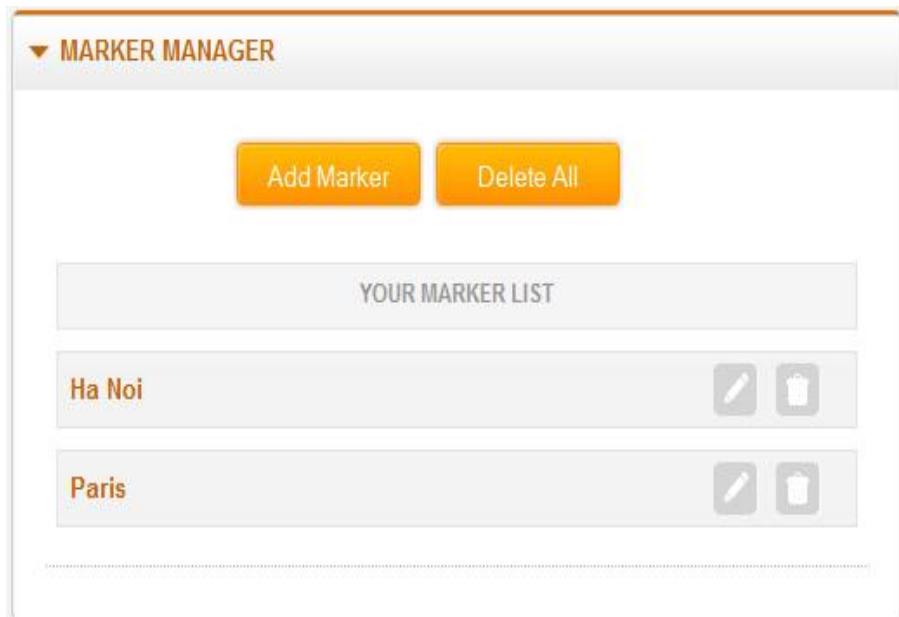 MARKER MANAGER
Add Marker Delete All
YOUR MARKER LIST
Ha Noi
Paris